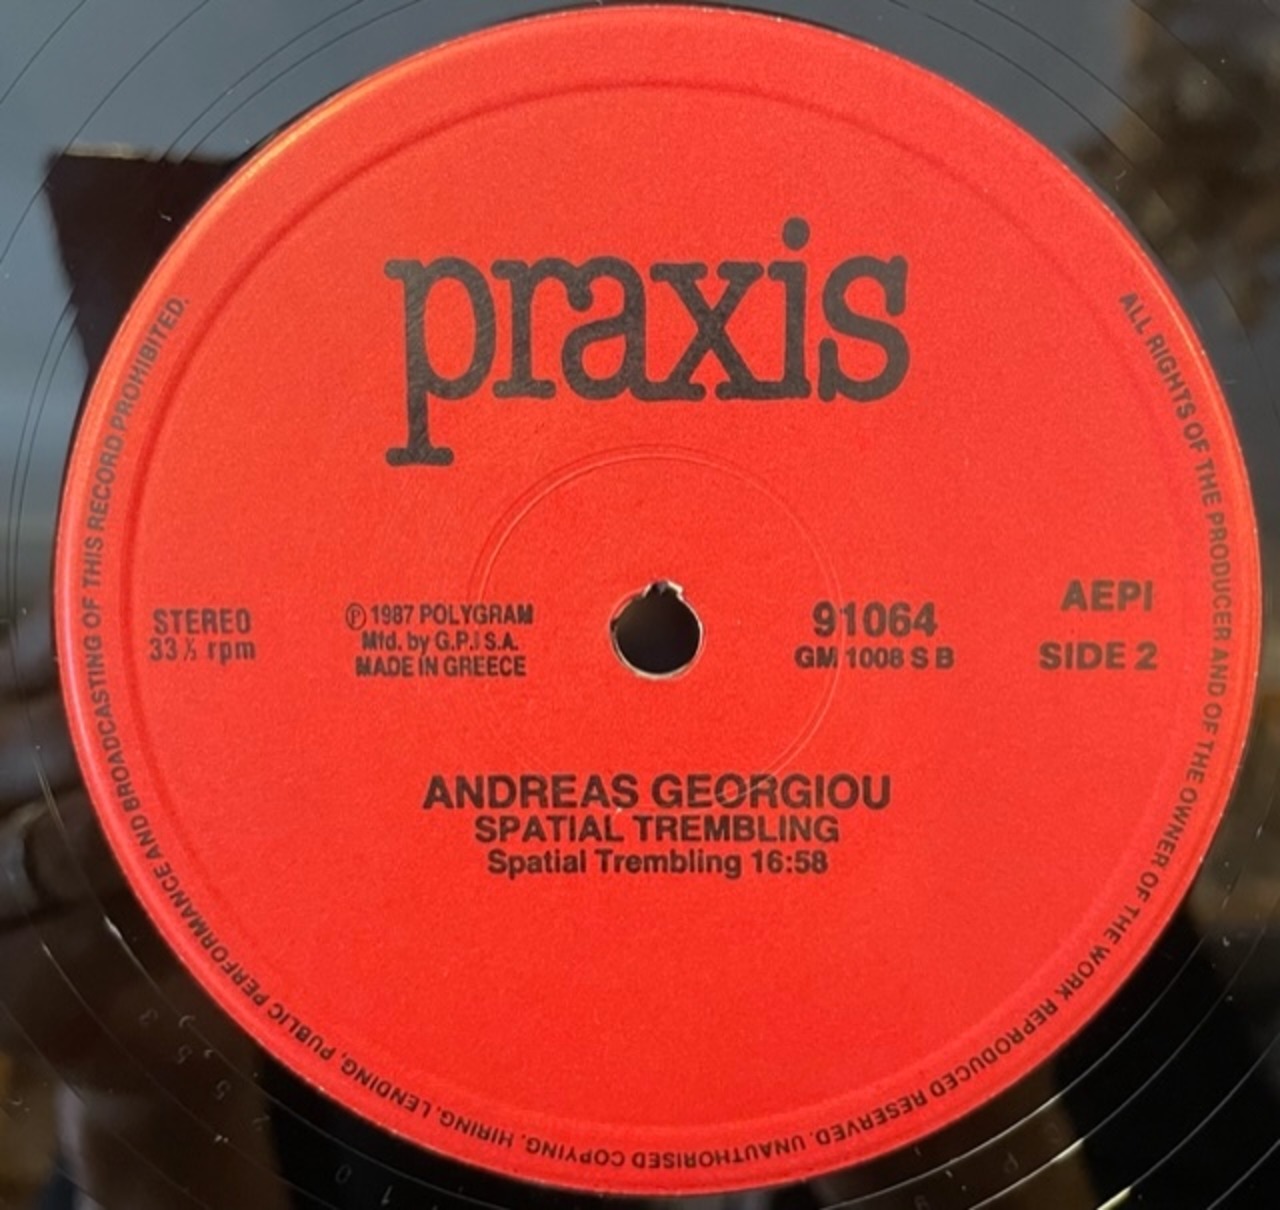 praxis
STEREO
33⅓ rpm
Ⓟ 1987 POLYGRAM
Mfd. by G.P.I S.A.
MADE IN GREECE
91064
GM 1008 S B
AEPI
SIDE 2
ANDREAS GEORGIOU
SPATIAL TREMBLING
Spatial Trembling 16:58
ALL RIGHTS OF THE PRODUCER AND OF THE OWNER OF THE WORK REPRODUCED RESERVED. UNAUTHORISED COPYING, HIRING, LENDING, PUBLIC PERFORMANCE AND BROADCASTING OF THIS RECORD PROHIBITED.